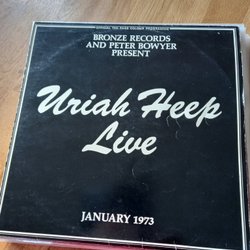 BRONZE RECORDS
AND PETER BOWYER
PRESENT
Uriah Heep
Live
JANUARY 1973